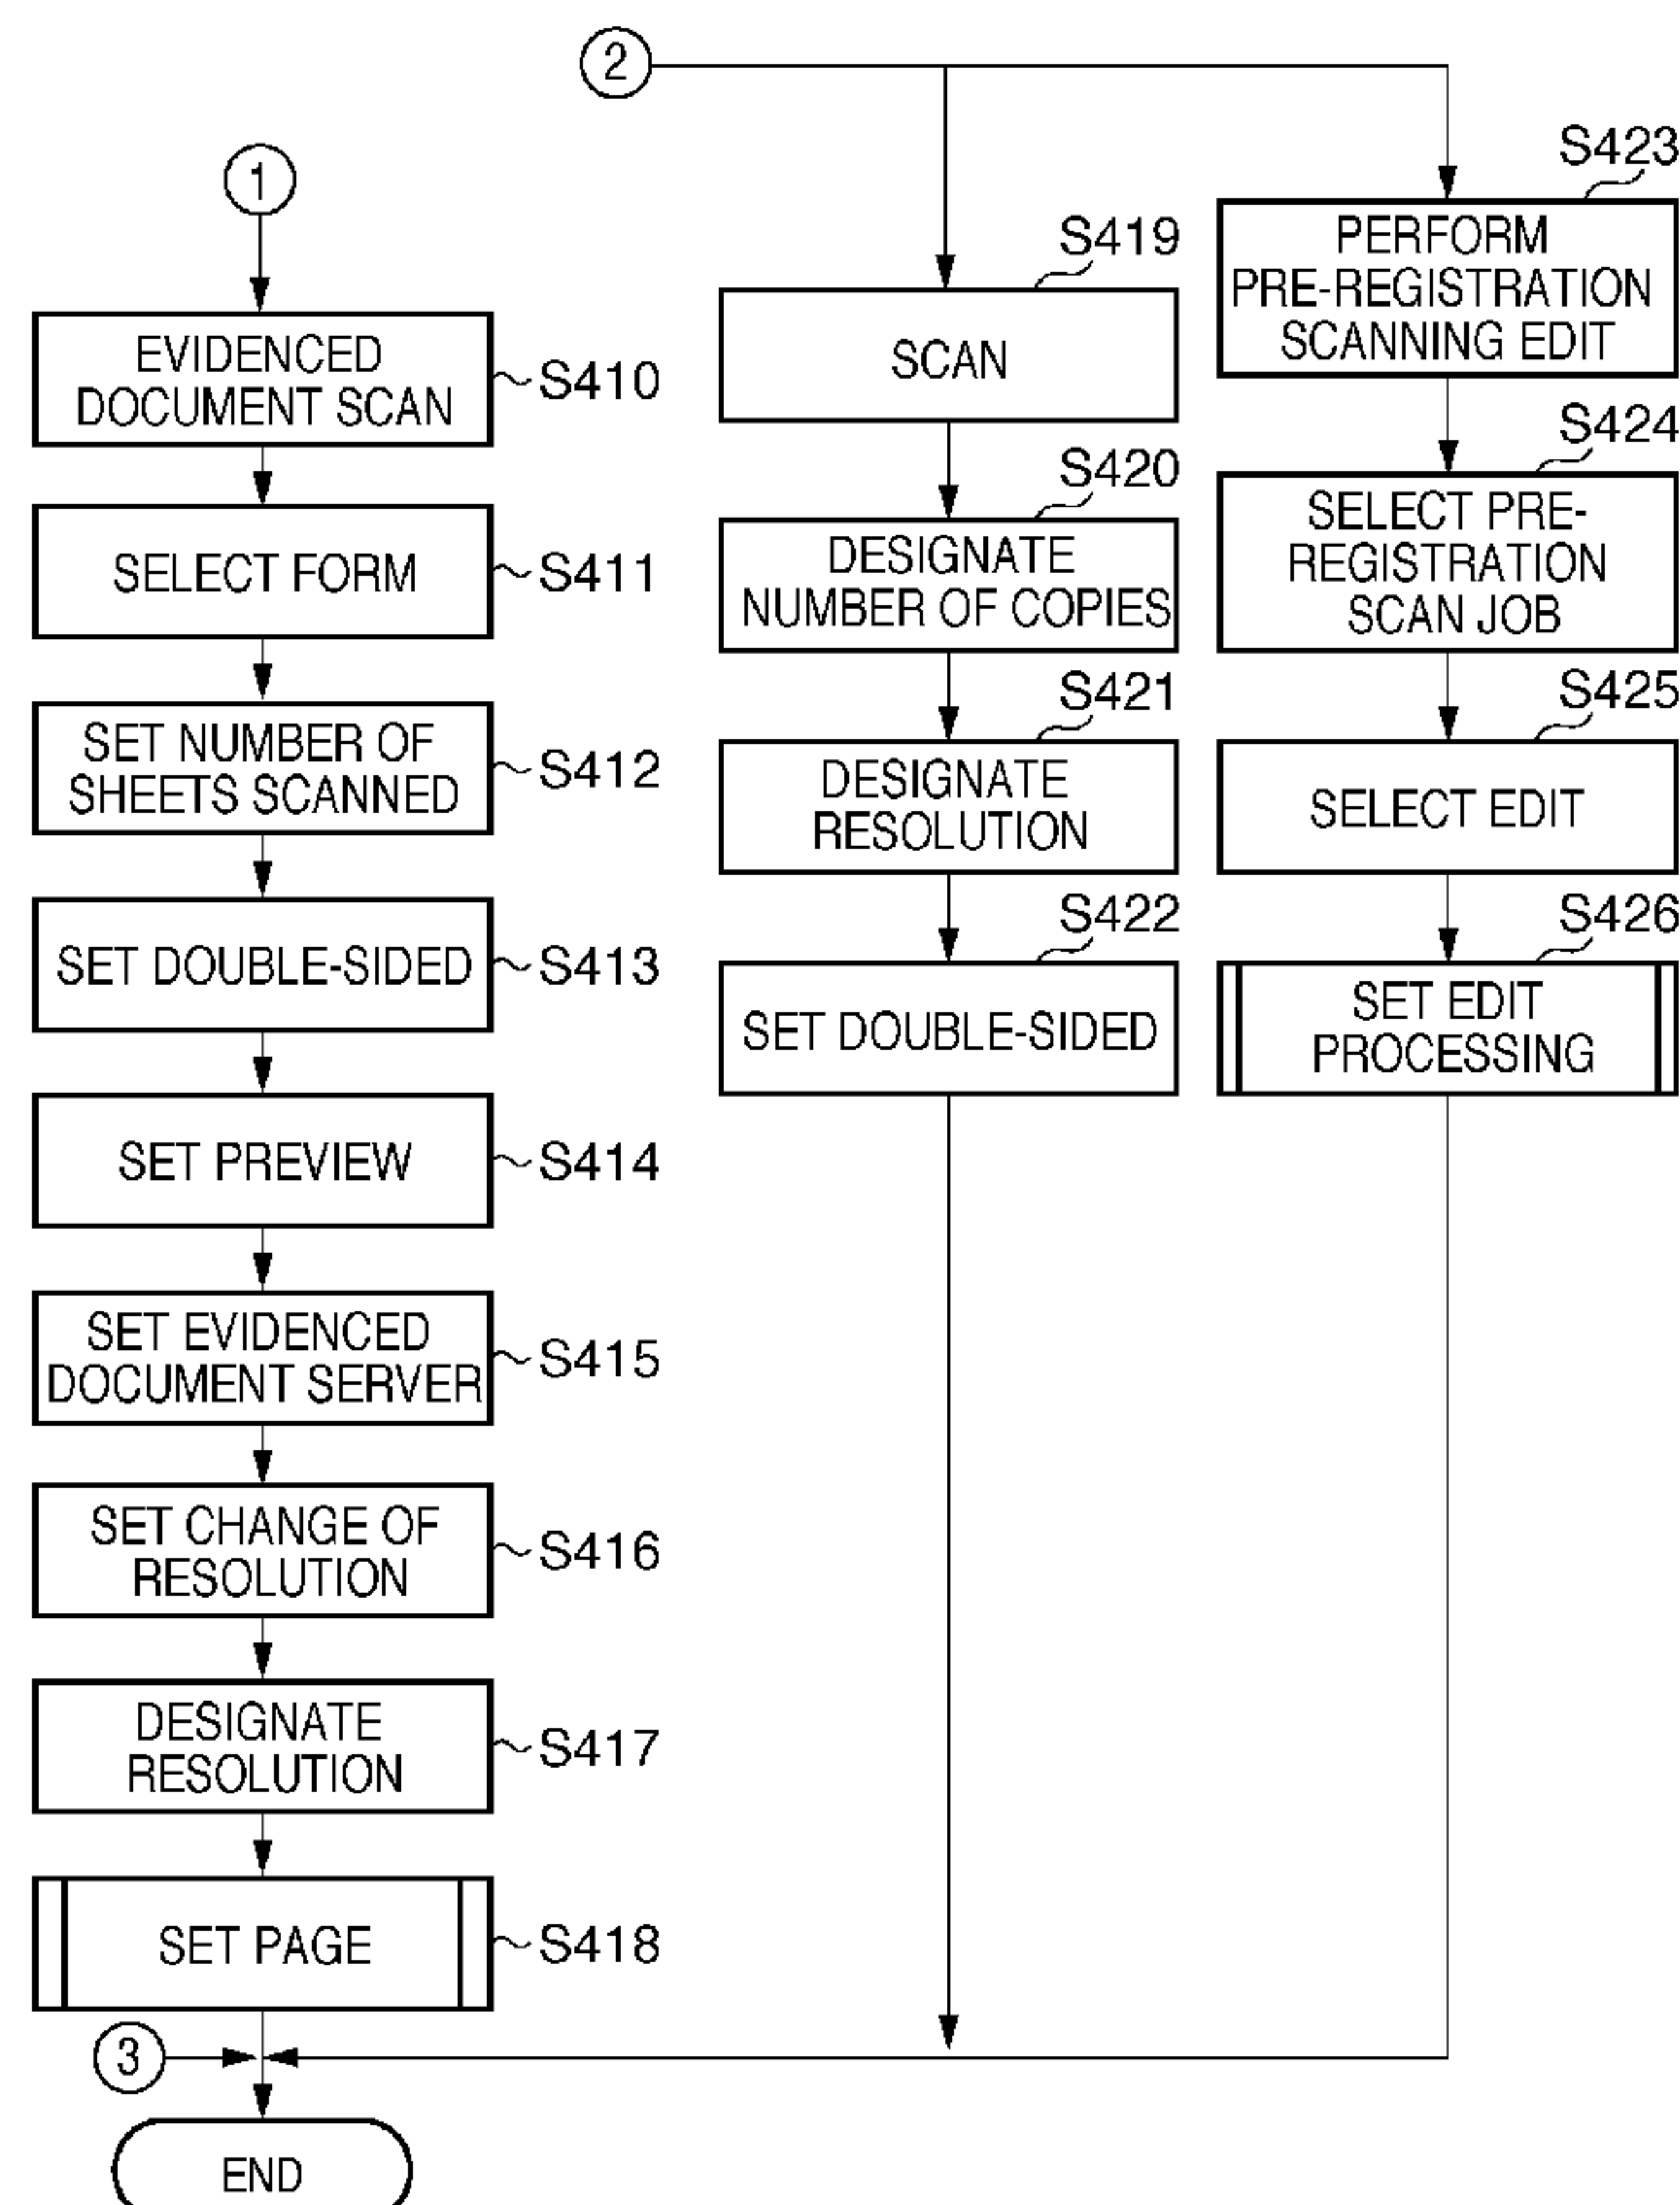 1
EVIDENCED
DOCUMENT SCAN
S410
SELECT FORM
S411
SET NUMBER OF
SHEETS SCANNED
S412
SET DOUBLE-SIDED
S413
SET PREVIEW
S414
SET EVIDENCED
DOCUMENT SERVER
S415
SET CHANGE OF
RESOLUTION
S416
DESIGNATE
RESOLUTION
S417
SET PAGE
S418
3
END
2
S419
SCAN
S420
DESIGNATE
NUMBER OF COPIES
S421
DESIGNATE
RESOLUTION
S422
SET DOUBLE-SIDED
S423
PERFORM
PRE-REGISTRATION
SCANNING EDIT
S424
SELECT PRE-
REGISTRATION
SCAN JOB
S425
SELECT EDIT
S426
SET EDIT
PROCESSING